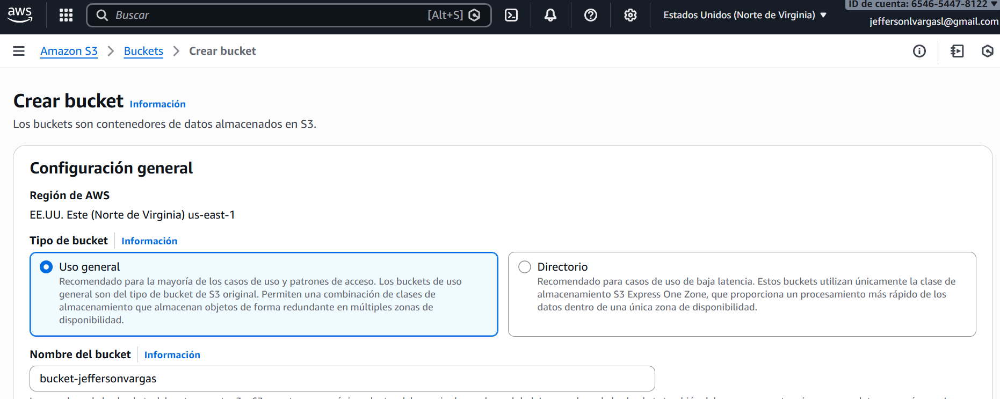 aws
Buscar
[Alt+S]
Estados Unidos (Norte de Virginia)
ID de cuenta: 6546-5447-8122
jeffersonlvargasl@gmail.com
Amazon S3
Buckets
Crear bucket
Crear bucket
Información
Los buckets son contenedores de datos almacenados en S3.
Configuración general
Región de AWS
EE.UU. Este (Norte de Virginia) us-east-1
Tipo de bucket
Información
Uso general
Recomendado para la mayoría de los casos de uso y patrones de acceso. Los buckets de uso
general son del tipo de bucket de S3 original. Permiten una combinación de clases de
almacenamiento que almacenan objetos de forma redundante en múltiples zonas de
disponibilidad.
Directorio
Recomendado para casos de uso de baja latencia. Estos buckets utilizan únicamente la clase de
almacenamiento S3 Express One Zone, que proporciona un procesamiento más rápido de los
datos dentro de una única zona de disponibilidad.
Nombre del bucket
Información
bucket-jeffersonvargas